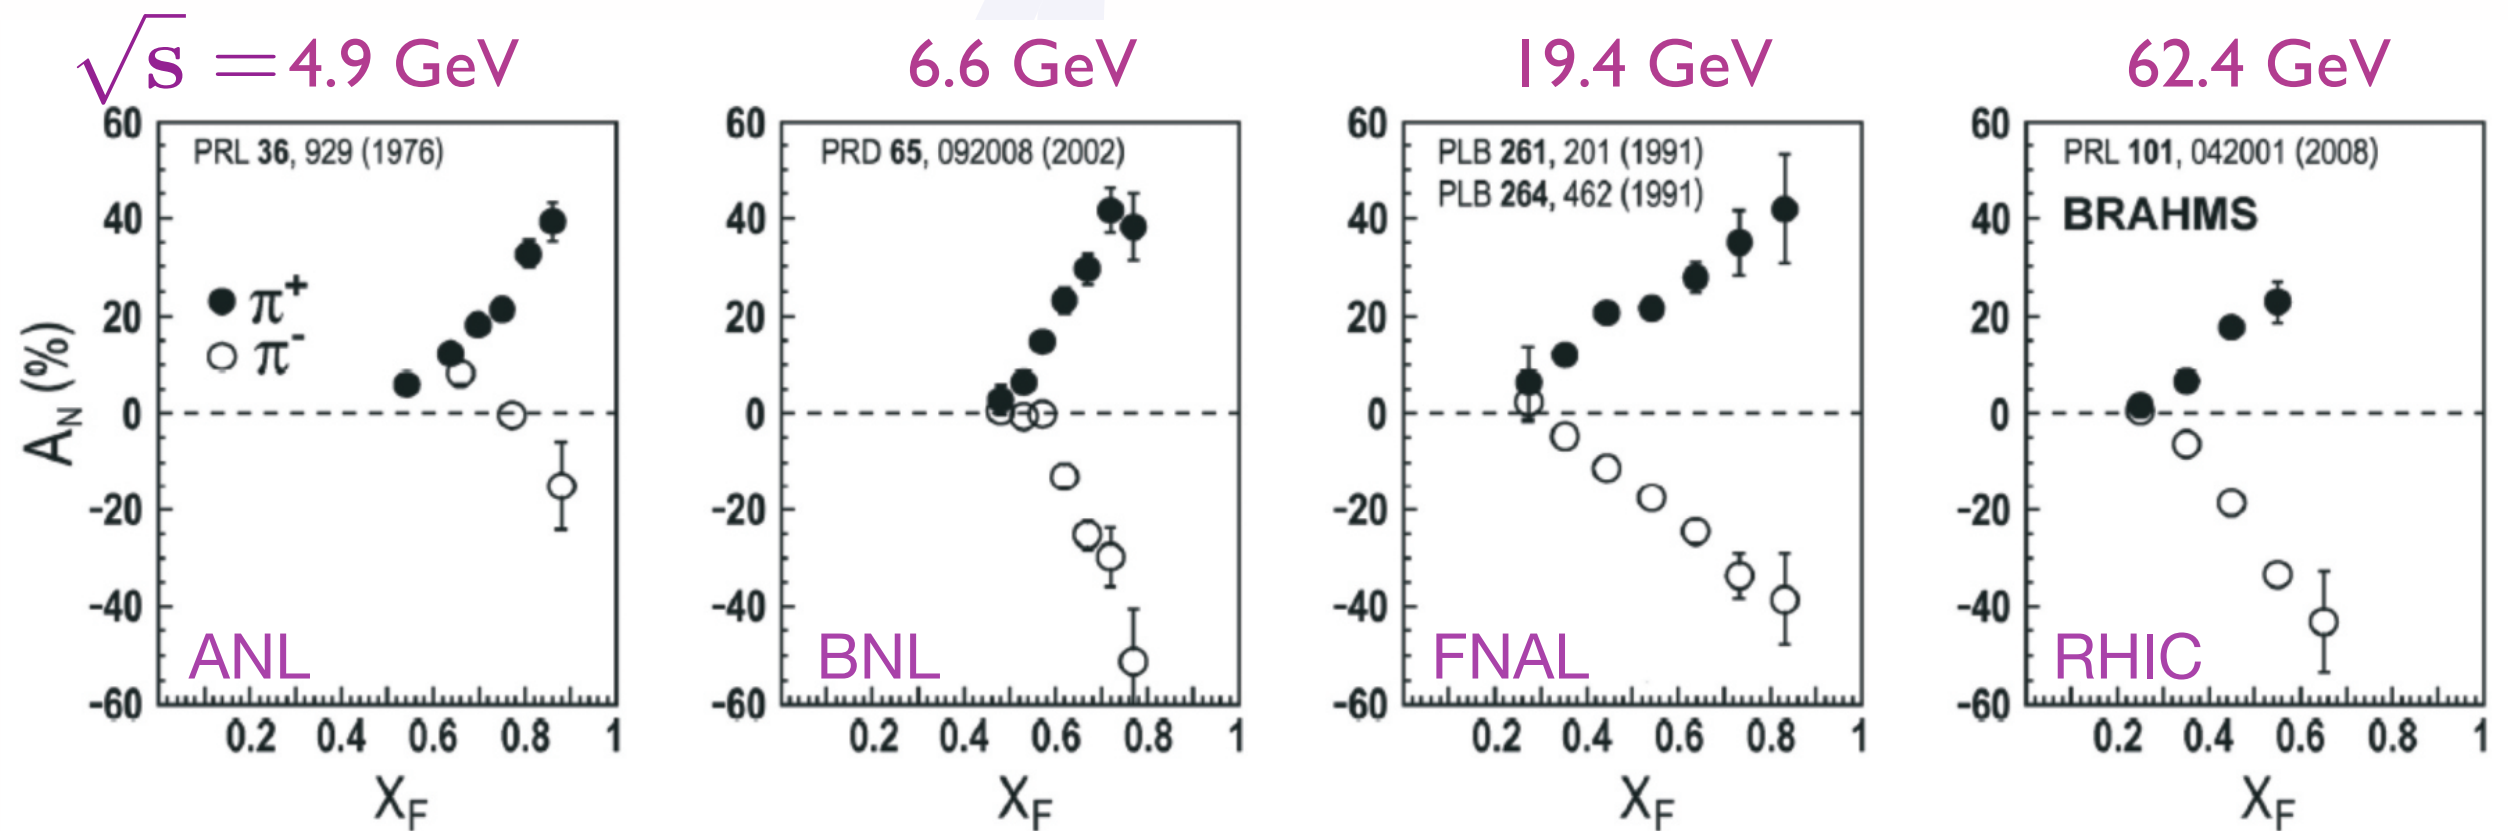 √s = 4.9 GeV
6.6 GeV
19.4 GeV
62.4 GeV
A_N (%)
60
40
20
0
-20
-40
-60
PRL 36, 929 (1976)
π⁺
π⁻
ANL
0.2 0.4 0.6 0.8 1
X_F
60
40
20
0
-20
-40
-60
PRD 65, 092008 (2002)
BNL
0.2 0.4 0.6 0.8 1
X_F
60
40
20
0
-20
-40
-60
PLB 261, 201 (1991)
PLB 264, 462 (1991)
FNAL
0.2 0.4 0.6 0.8 1
X_F
60
40
20
0
-20
-40
-60
PRL 101, 042001 (2008)
BRAHMS
RHIC
0.2 0.4 0.6 0.8 1
X_F